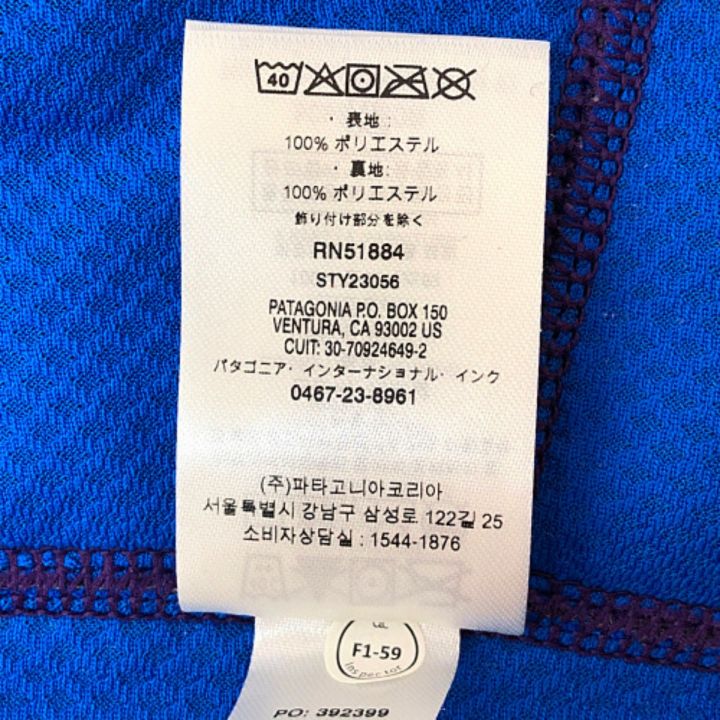 40
・ 表地 :
100% ポリエステル
・ 裏地:
100% ポリエステル
飾り付け部分を除く
RN51884
STY23056
PATAGONIA P.O. BOX 150
VENTURA, CA 93002 US
CUIT: 30-70924649-2
パタゴニア・ インターナショナル・ インク
0467-23-8961
(주)파타고니아코리아
서울특별시 강남구 삼성로 122길 25
소비자상담실 : 1544-1876
F1-59
Inspector
PO: 392399